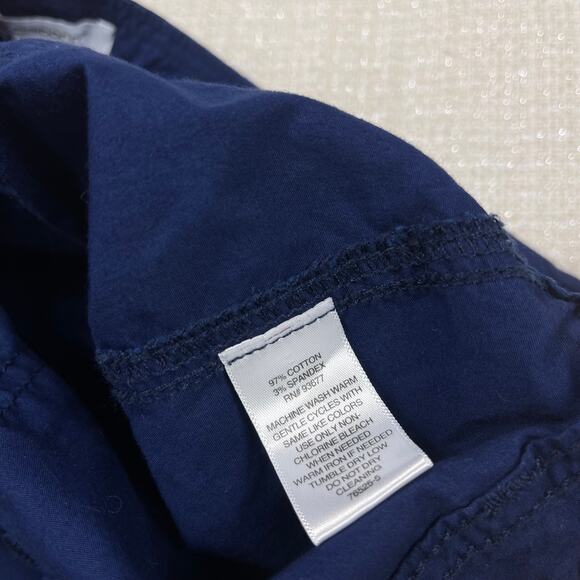 97% COTTON
3% SPANDEX
RN# 93677
MACHINE WASH WARM
GENTLE CYCLES WITH
SAME LIKE COLORS
USE ONLY NON-
CHLORINE BLEACH
WHEN NEEDED
WARM IRON IF NEEDED
TUMBLE DRY LOW
DO NOT DRY
CLEANING
76525-S